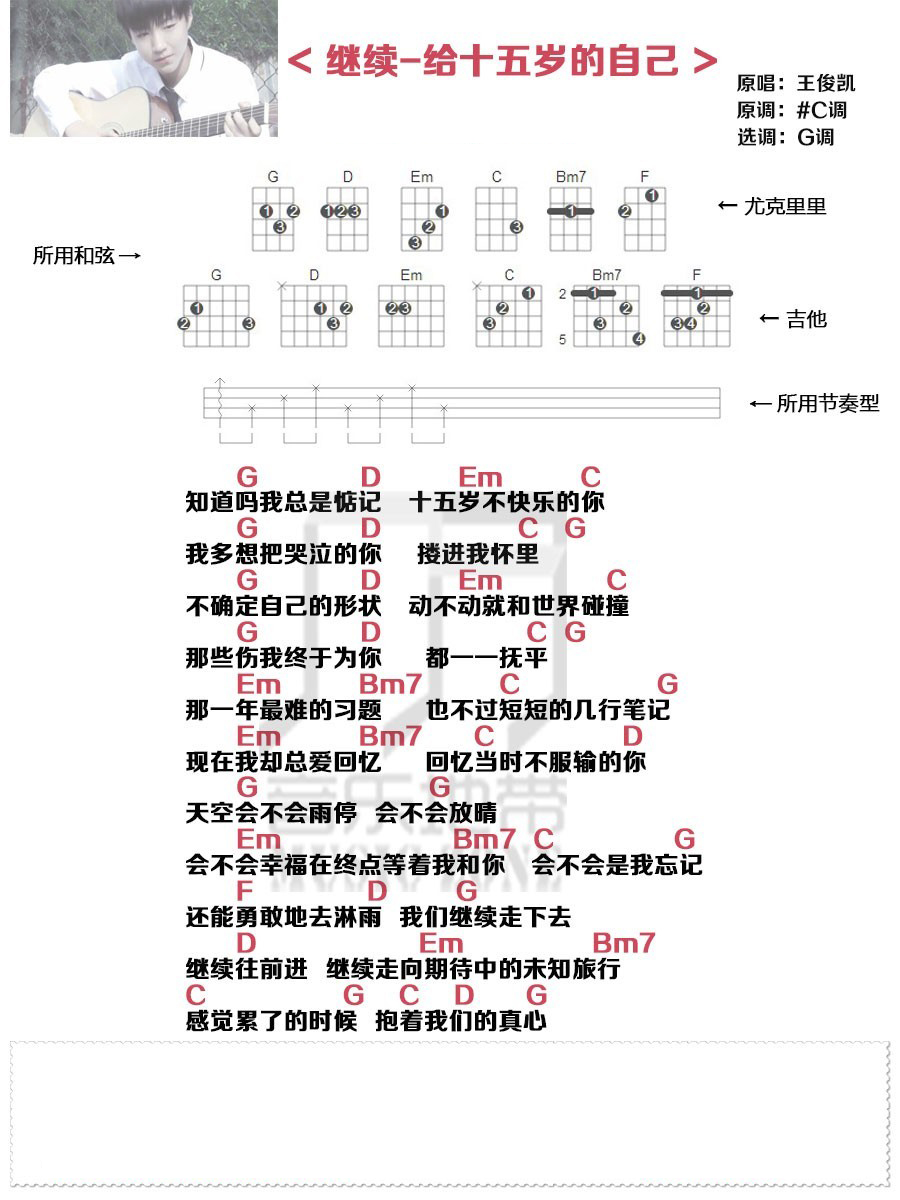 < 继续-给十五岁的自己 >
原唱：王俊凯
原调：#C调
选调：G调
G D Em C Bm7 F
← 尤克里里
所用和弦 →
G D Em C Bm7 F
2
5
← 吉他
← 所用节奏型
G D Em C
知道吗我总是惦记 十五岁不快乐的你
G D C G
我多想把哭泣的你 搂进我怀里
G D Em C
不确定自己的形状 动不动就和世界碰撞
G D C G
那些伤我终于为你 都一一抚平
Em Bm7 C G
那一年最难的习题 也不过短短的几行笔记
Em Bm7 C D
现在我却总爱回忆 回忆当时不服输的你
G G
天空会不会雨停 会不会放晴
Em Bm7 C G
会不会幸福在终点等着我和你 会不会是我忘记
F D G
还能勇敢地去淋雨 我们继续走下去
D Em Bm7
继续往前进 继续走向期待中的未知旅行
C G C D G
感觉累了的时候 抱着我们的真心
音乐地带
MUSIC ZONE